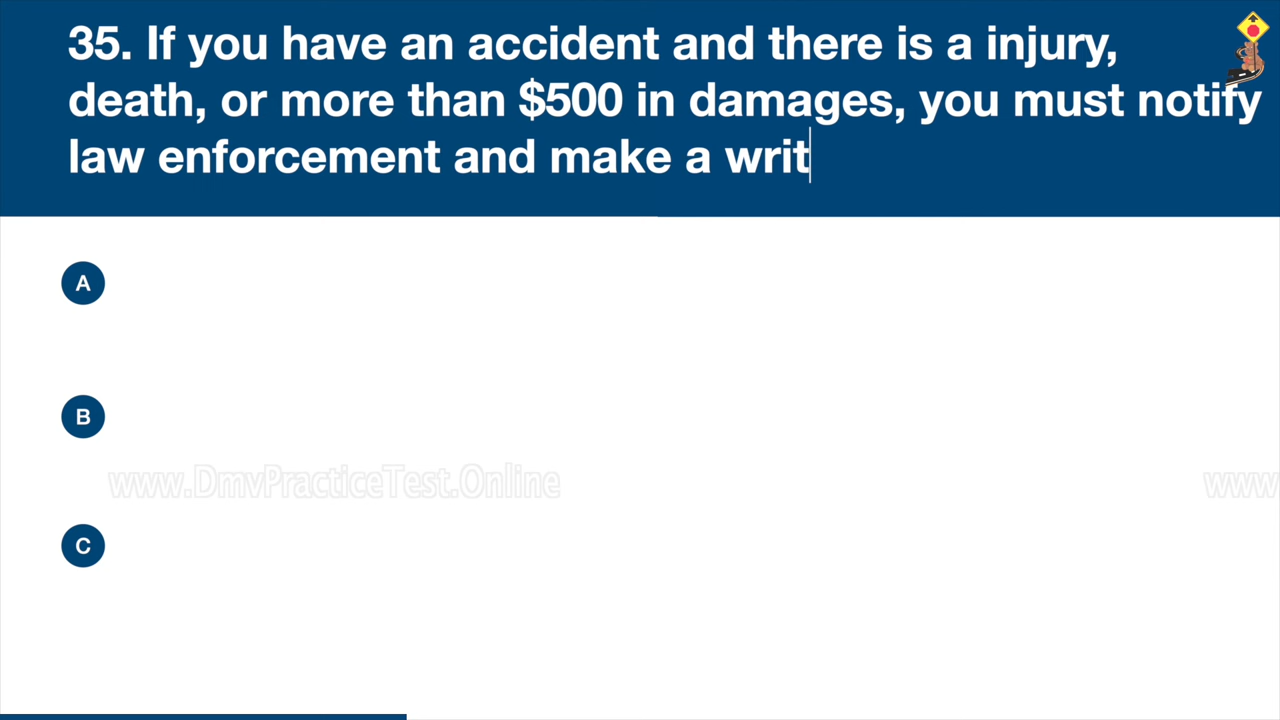 35. If you have an accident and there is a injury,
death, or more than $500 in damages, you must notify
law enforcement and make a writ
A
B
www.DmvPracticeTest.Online
www
C